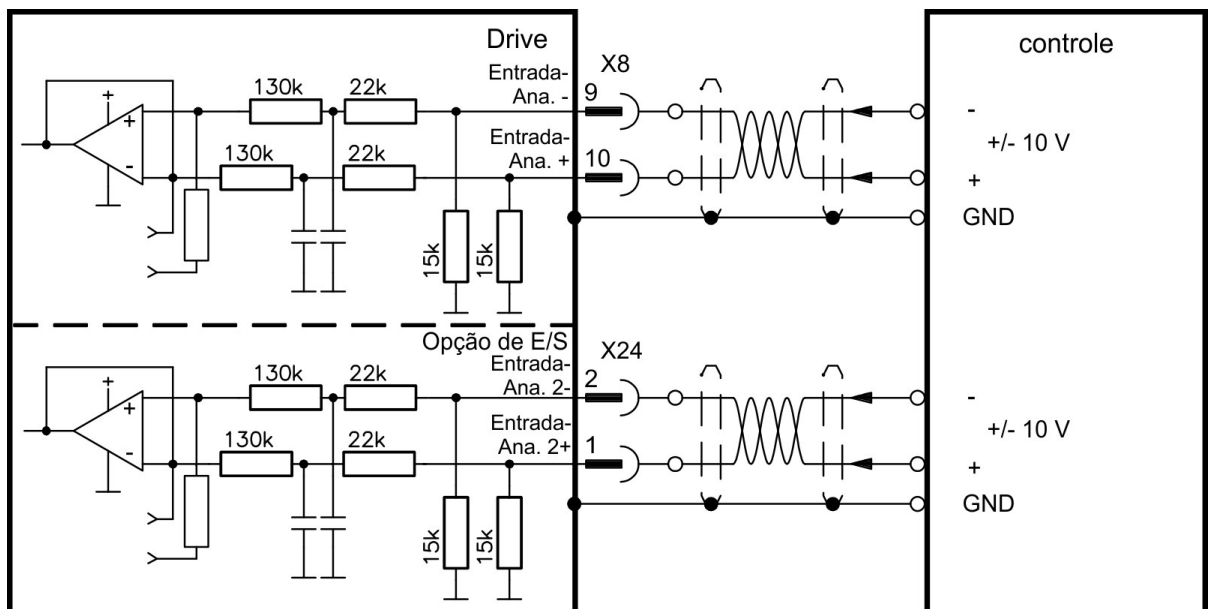 Drive
X8
controle
Entrada-
Ana. -
9
130k
22k
-
+
+
-
+/- 10 V
Entrada-
Ana. +
10
130k
22k
+
GND
15k
15k
Opção de E/S
X24
Entrada-
Ana. 2-
2
130k
22k
-
+
+
-
+/- 10 V
Entrada-
Ana. 2+
1
130k
22k
+
GND
15k
15k